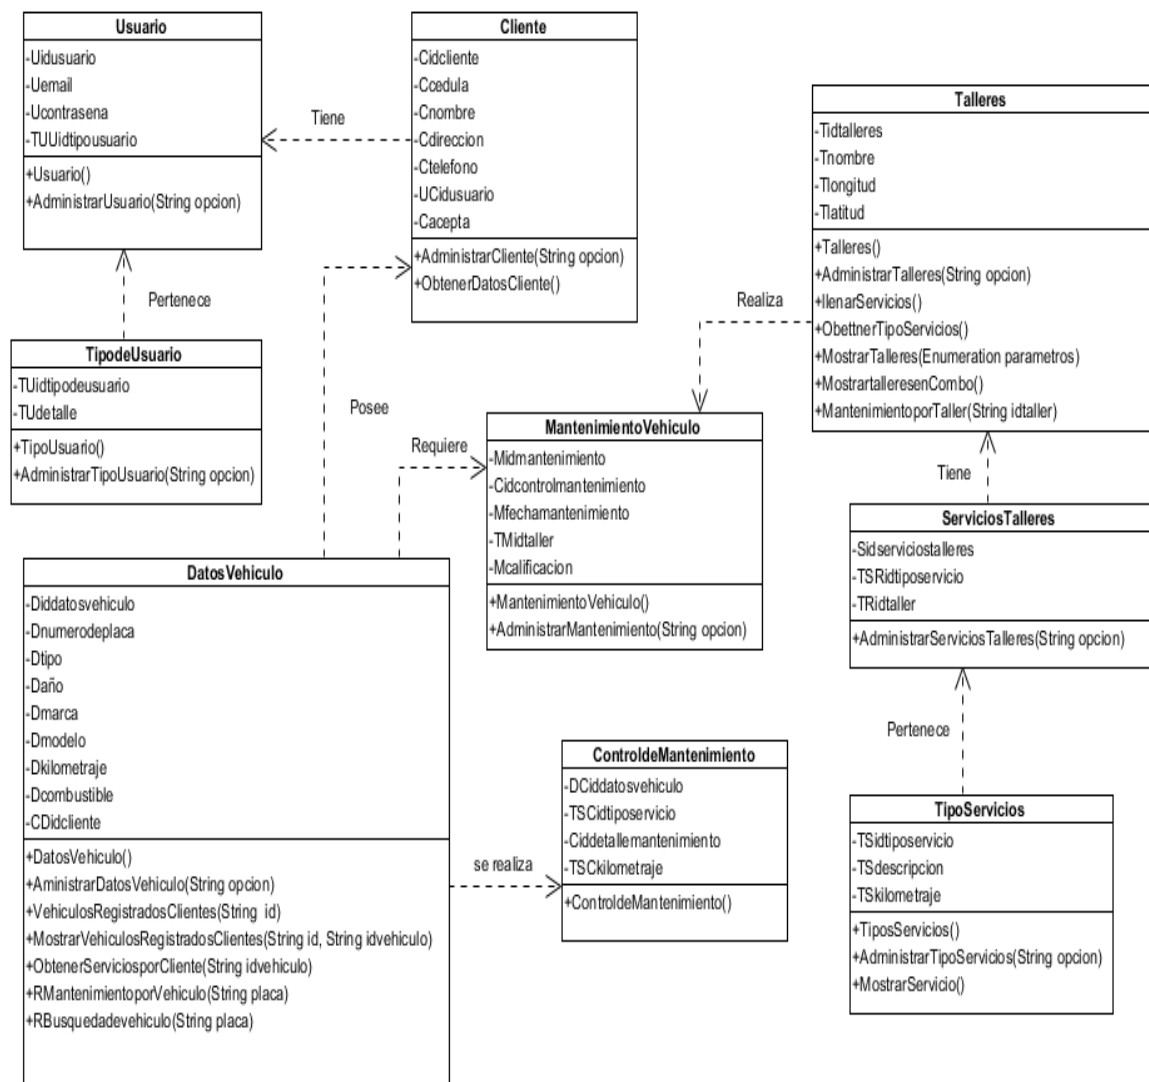 Usuario
-Uidusuario
-Uemail
-Ucontrasena
-TUUidtipousuario
+Usuario()
+AdministrarUsuario(String opcion)
Tiene
Cliente
-Cidcliente
-Ccedula
-Cnombre
-Cdireccion
-Ctelefono
-UCidusuario
-Cacepta
+AdministrarCliente(String opcion)
+ObtenerDatosCliente()
Talleres
-Tidtalleres
-Tnombre
-Tlongitud
-Tlatitud
+Talleres()
+AdministrarTalleres(String opcion)
+llenarServicios()
+ObettnerTipoServicios()
+MostrarTalleres(Enumeration parametros)
+MostrartalleresenCombo()
+MantenimientoporTaller(String idtaller)
Pertenece
Realiza
TipodeUsuario
-TUidtipodeusuario
-TUdetalle
+TipoUsuario()
+AdministrarTipoUsuario(String opcion)
Posee
Requiere
MantenimientoVehiculo
-Midmantenimiento
-Cidcontrolmantenimiento
-Mfechamantenimiento
-TMidtaller
-Mcalificacion
+MantenimientoVehiculo()
+AdministrarMantenimiento(String opcion)
Tiene
ServiciosTalleres
-Sidserviciostalleres
-TSRidtiposervicio
-TRidtaller
+AdministrarServiciosTalleres(String opcion)
DatosVehiculo
-Diddatosvehiculo
-Dnumerodeplaca
-Dtipo
-Daño
-Dmarca
-Dmodelo
-Dkilometraje
-Dcombustible
-CDidcliente
+DatosVehiculo()
+AministrarDatosVehiculo(String opcion)
+VehiculosRegistradosClientes(String id)
+MostrarVehiculosRegistradosClientes(String id, String idvehiculo)
+ObtenerServiciosporCliente(String idvehiculo)
+RMantenimientoporVehiculo(String placa)
+RBusquedadevehiculo(String placa)
se realiza
ControldeMantenimiento
-DCiddatosvehiculo
-TSCidtiposervicio
-Ciddetallemantenimiento
-TSCkilometraje
+ControldeMantenimiento()
Pertenece
TipoServicios
-TSidtiposervicio
-TSdescripcion
-TSkilometraje
+TiposServicios()
+AdministrarTipoServicios(String opcion)
+MostrarServicio()